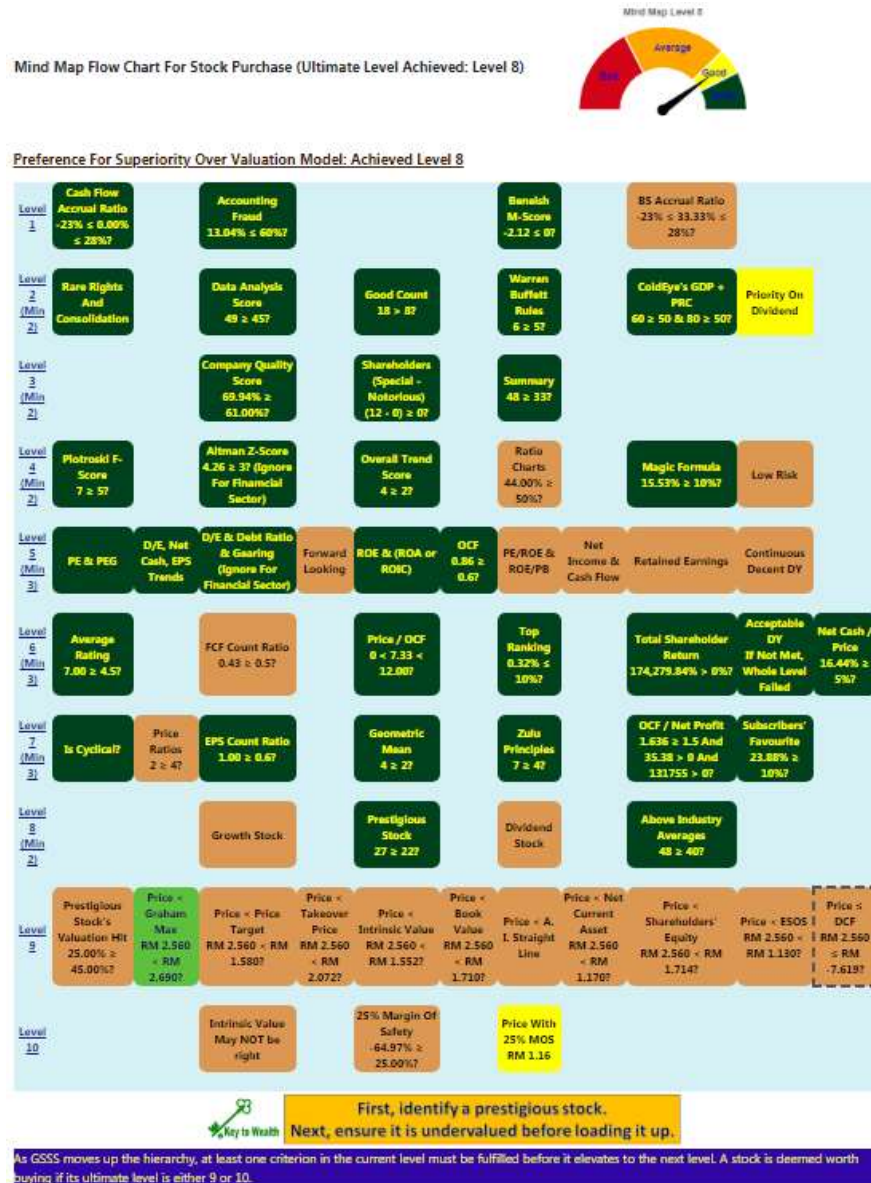 Mind Map Level 8
Average
Good
Mind Map Flow Chart For Stock Purchase (Ultimate Level Achieved: Level 8)
Preference For Superiority Over Valuation Model: Achieved Level 8
Level
1
Cash Flow
Accrual Ratio
-23% ≤ 0.00%
≤ 28%?
Accounting
Fraud
13.04% ≤ 60%?
Beneish
M-Score
-2.12 ≤ 0?
BS Accrual Ratio
-23% ≤ 33.33% ≤
28%?
Level
2
(Min
2)
Rare Rights
And
Consolidation
Data Analysis
Score
49 ≥ 45?
Good Count
18 > 8?
Warren
Buffett
Rules
6 ≥ 5?
ColdEye's GDP +
PRC
60 ≥ 50 & 80 ≥ 50?
Priority On
Dividend
Level
3
(Min
2)
Company Quality
Score
69.94% ≥
61.00%?
Shareholders
(Special -
Notorious)
(12 - 0) ≥ 0?
Summary
48 ≥ 33?
Level
4
(Min
2)
Piotroski F-
Score
7 ≥ 5?
Altman Z-Score
4.26 ≥ 3? (Ignore
For Financial
Sector)
Overall Trend
Score
4 ≥ 2?
Ratio
Charts
44.00% ≥
50%?
Magic Formula
15.53% ≥ 10%?
Low Risk
Level
5
(Min
3)
PE & PEG
D/E, Net
Cash, EPS
Trends
D/E & Debt Ratio
& Gearing
(Ignore For
Financial Sector)
Forward
Looking
ROE & (ROA or
ROIC)
OCF
0.86 ≥
0.6?
PE/ROE &
ROE/PB
Net
Income &
Cash Flow
Retained Earnings
Continuous
Decent DY
Level
6
(Min
3)
Average
Rating
7.00 ≥ 4.5?
FCF Count Ratio
0.43 ≥ 0.5?
Price / OCF
0 < 7.33 <
12.00?
Top
Ranking
0.32% ≤
10%?
Total Shareholder
Return
174,279.84% > 0%?
Acceptable
DY
If Not Met,
Whole Level
Failed
Net Cash /
Price
16.44% ≥
5%?
Level
7
(Min
3)
Is Cyclical?
Price
Ratios
2 ≥ 4?
EPS Count Ratio
1.00 ≥ 0.6?
Geometric
Mean
4 ≥ 2?
Zulu
Principles
7 ≥ 4?
OCF / Net Profit
1.636 ≥ 1.5 And
35.38 > 0 And
131755 > 0?
Subscribers'
Favourite
23.88% ≥
10%?
Level
8
(Min
2)
Growth Stock
Prestigious
Stock
27 ≥ 22?
Dividend
Stock
Above Industry
Averages
48 ≥ 40?
Level
9
Prestigious
Stock's
Valuation Hit
25.00% ≥
45.00%?
Price <
Graham
Max
RM 2.560
< RM
2.690?
Price < Price
Target
RM 2.560 < RM
1.580?
Price <
Takeover
Price
RM 2.560
< RM
2.072?
Price <
Intrinsic Value
RM 2.560 <
RM 1.552?
Price <
Book
Value
RM 2.560
< RM
1.710?
Price < A.
I. Straight
Line
Price < Net
Current
Asset
RM 2.560
< RM
1.170?
Price <
Shareholders'
Equity
RM 2.560 < RM
1.714?
Price < ESOS
RM 2.560 <
RM 1.130?
Price ≤
DCF
RM 2.560
≤ RM
-7.619?
Level
10
Intrinsic Value
May NOT be
right
25% Margin Of
Safety
-64.97% ≥
25.00%?
Price With
25% MOS
RM 1.16
Key to Wealth
First, identify a prestigious stock.
Next, ensure it is undervalued before loading it up.
As GSSS moves up the hierarchy, at least one criterion in the current level must be fulfilled before it elevates to the next level. A stock is deemed worth
buying if its ultimate level is either 9 or 10.